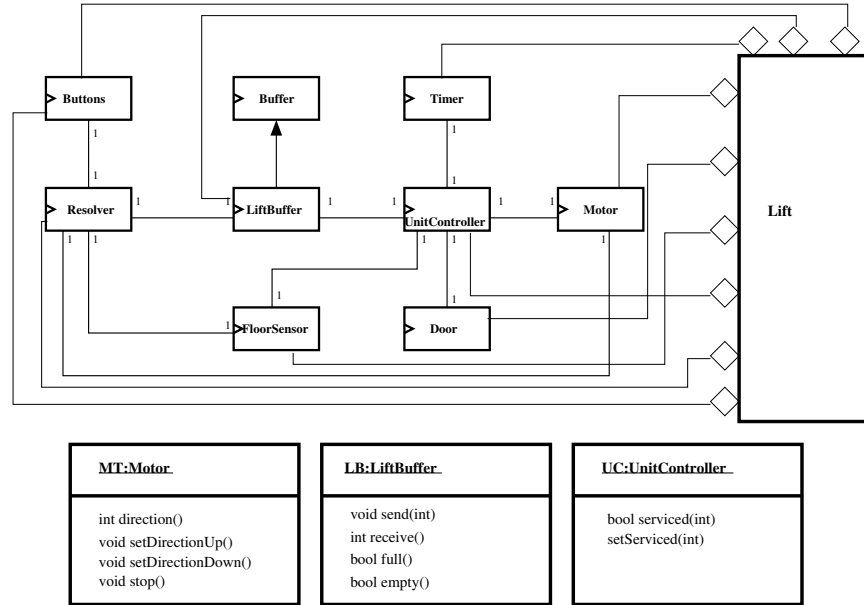 Buttons
Buffer
Timer
1
1
1
1
Resolver
1
1
LiftBuffer
1
1
UnitController
1
1
Motor
Lift
1
1
1
1
1
1
1
1
FloorSensor
Door
MT:Motor
int direction()
void setDirectionUp()
void setDirectionDown()
void stop()
LB:LiftBuffer
void send(int)
int receive()
bool full()
bool empty()
UC:UnitController
bool serviced(int)
setServiced(int)